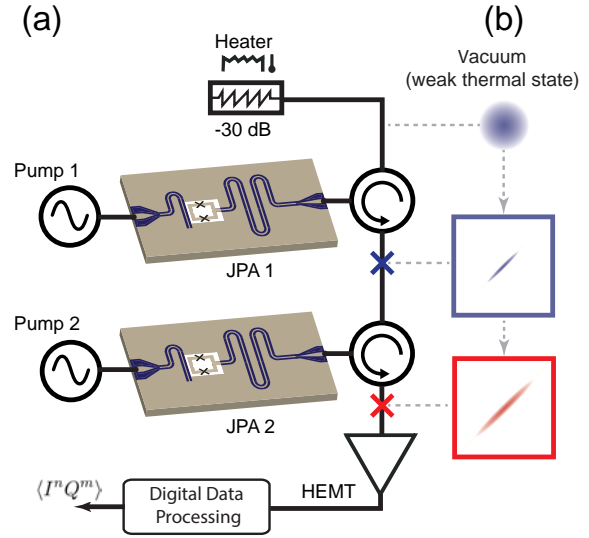 (a)
(b)
Heater
-30 dB
Vacuum
(weak thermal state)
Pump 1
JPA 1
Pump 2
JPA 2
HEMT
Digital Data
Processing
⟨IⁿQᵐ⟩